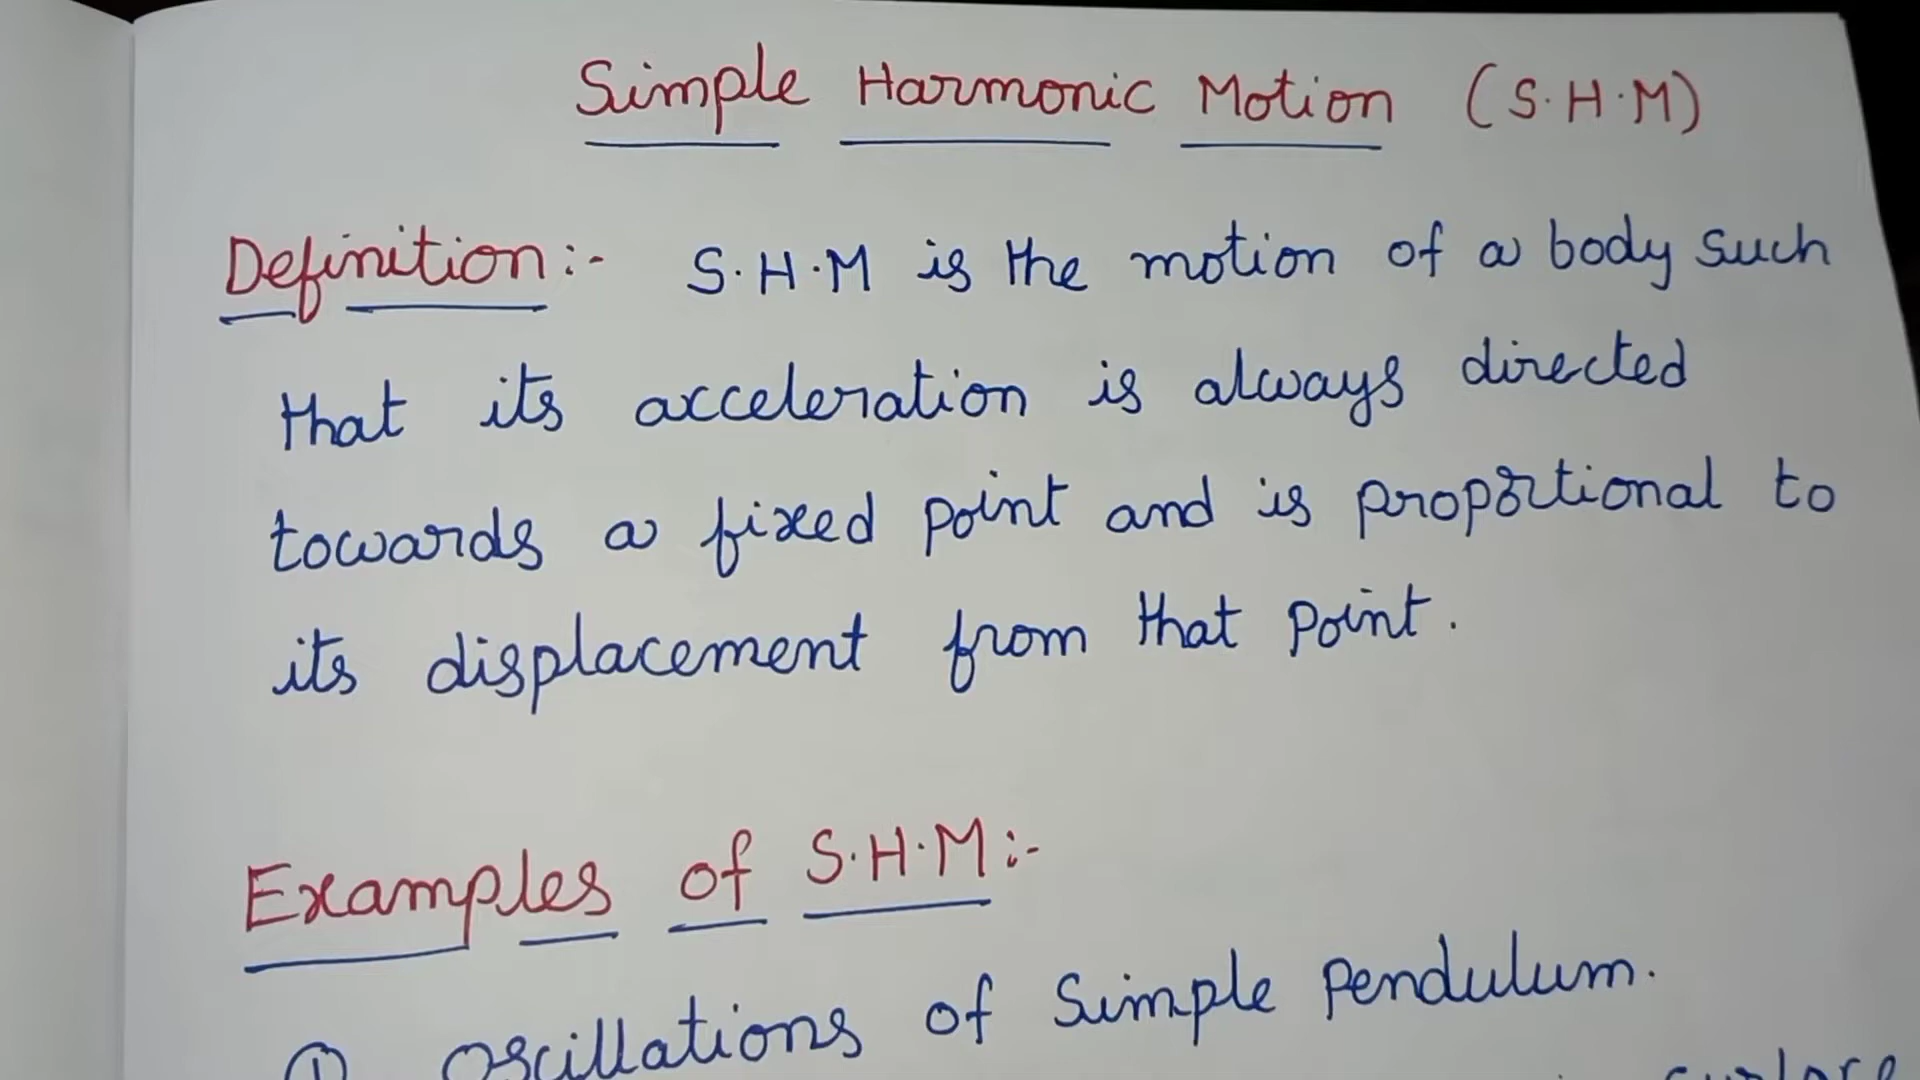 Simple Harmonic Motion (S.H.M)
Definition:- S.H.M is the motion of a body such
that its acceleration is always directed
towards a fixed point and is proportional to
its displacement from that point.
Examples of S.H.M:-
① Oscillations of Simple pendulum.